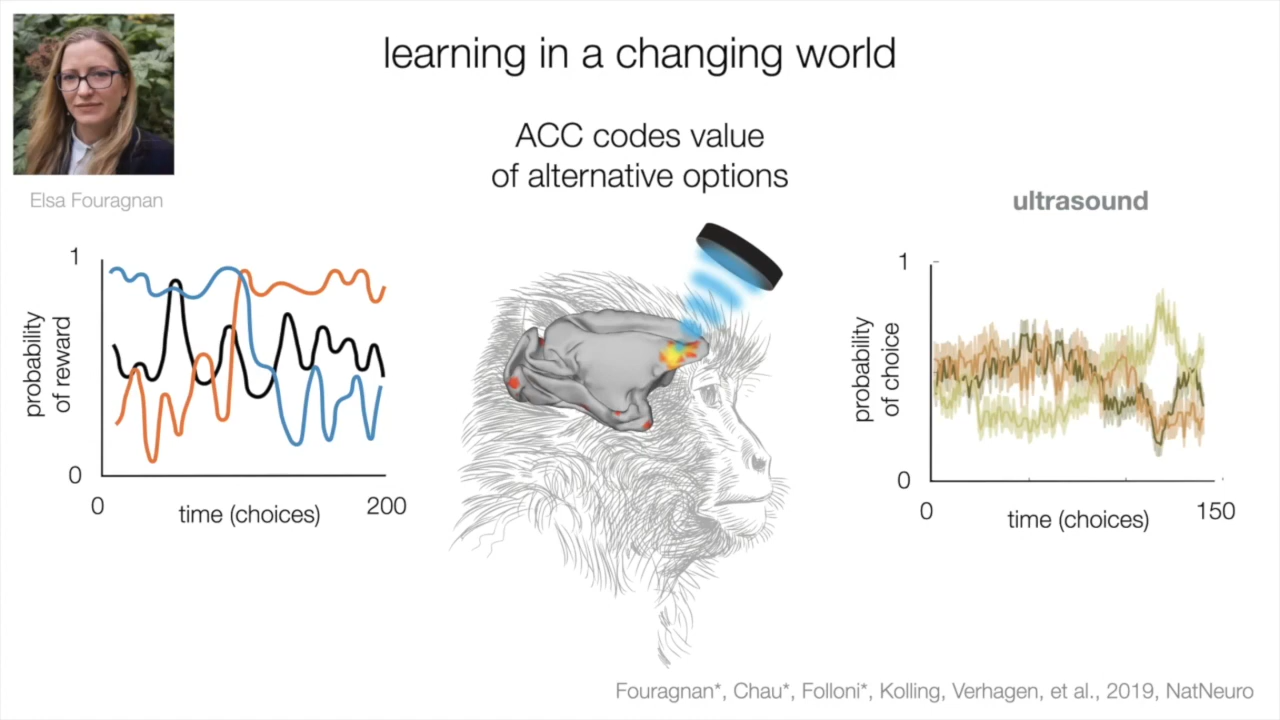 learning in a changing world
ACC codes value
of alternative options
Elsa Fouragnan
ultrasound
1
probability
of reward
0
0
time (choices)
200
1
probability
of choice
0
0
time (choices)
150
Fouragnan*, Chau*, Folloni*, Kolling, Verhagen, et al., 2019, NatNeuro